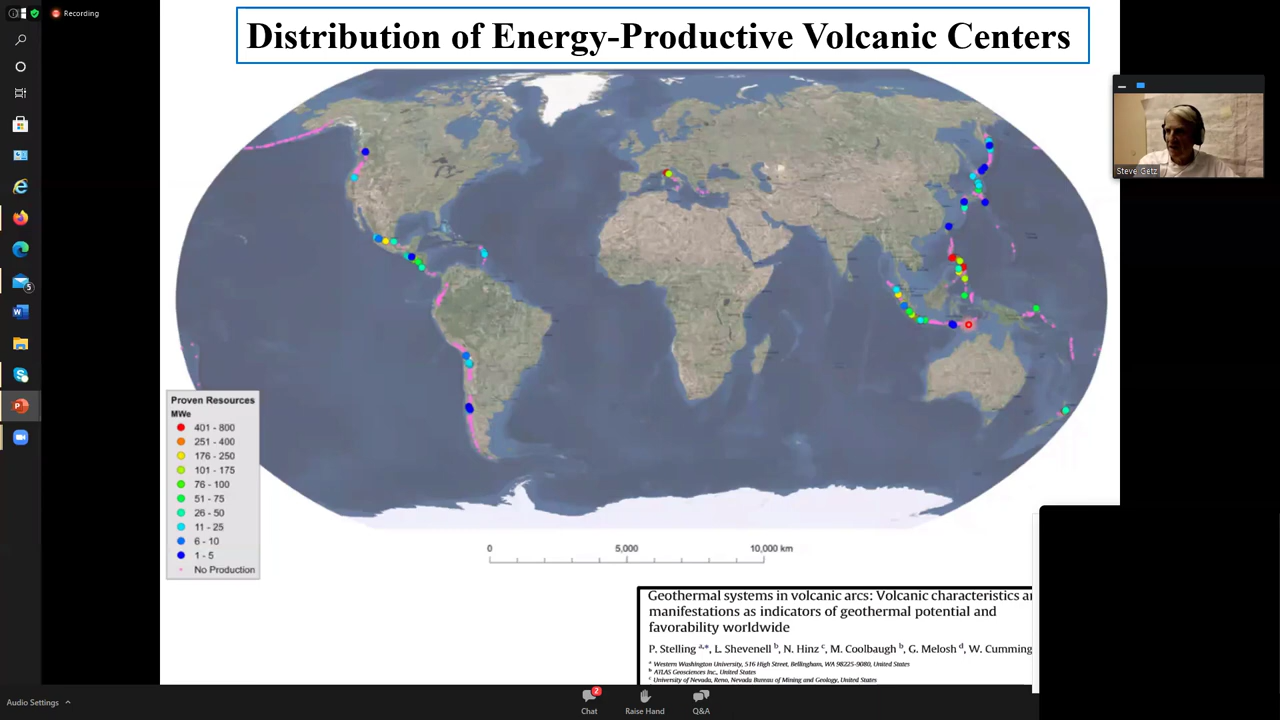 Recording
Distribution of Energy-Productive Volcanic Centers
Steve Getz
5
Proven Resources
MWe
401 - 800
251 - 400
176 - 250
101 - 175
76 - 100
51 - 75
26 - 50
11 - 25
6 - 10
1 - 5
No Production
0 5,000 10,000 km
Geothermal systems in volcanic arcs: Volcanic characteristics
manifestations as indicators of geothermal potential and
favorability worldwide
P. Stelling a,*, L. Shevenell b, N. Hinz c, M. Coolbaugh b, G. Melosh d, W. Cumming
a Western Washington University, 516 High Street, Bellingham, WA 98225-9080, United States
b ATLAS Geosciences Inc., United States
c University of Nevada, Reno, Nevada Bureau of Mining and Geology, United States
Audio Settings
2
Chat
Raise Hand
Q&A